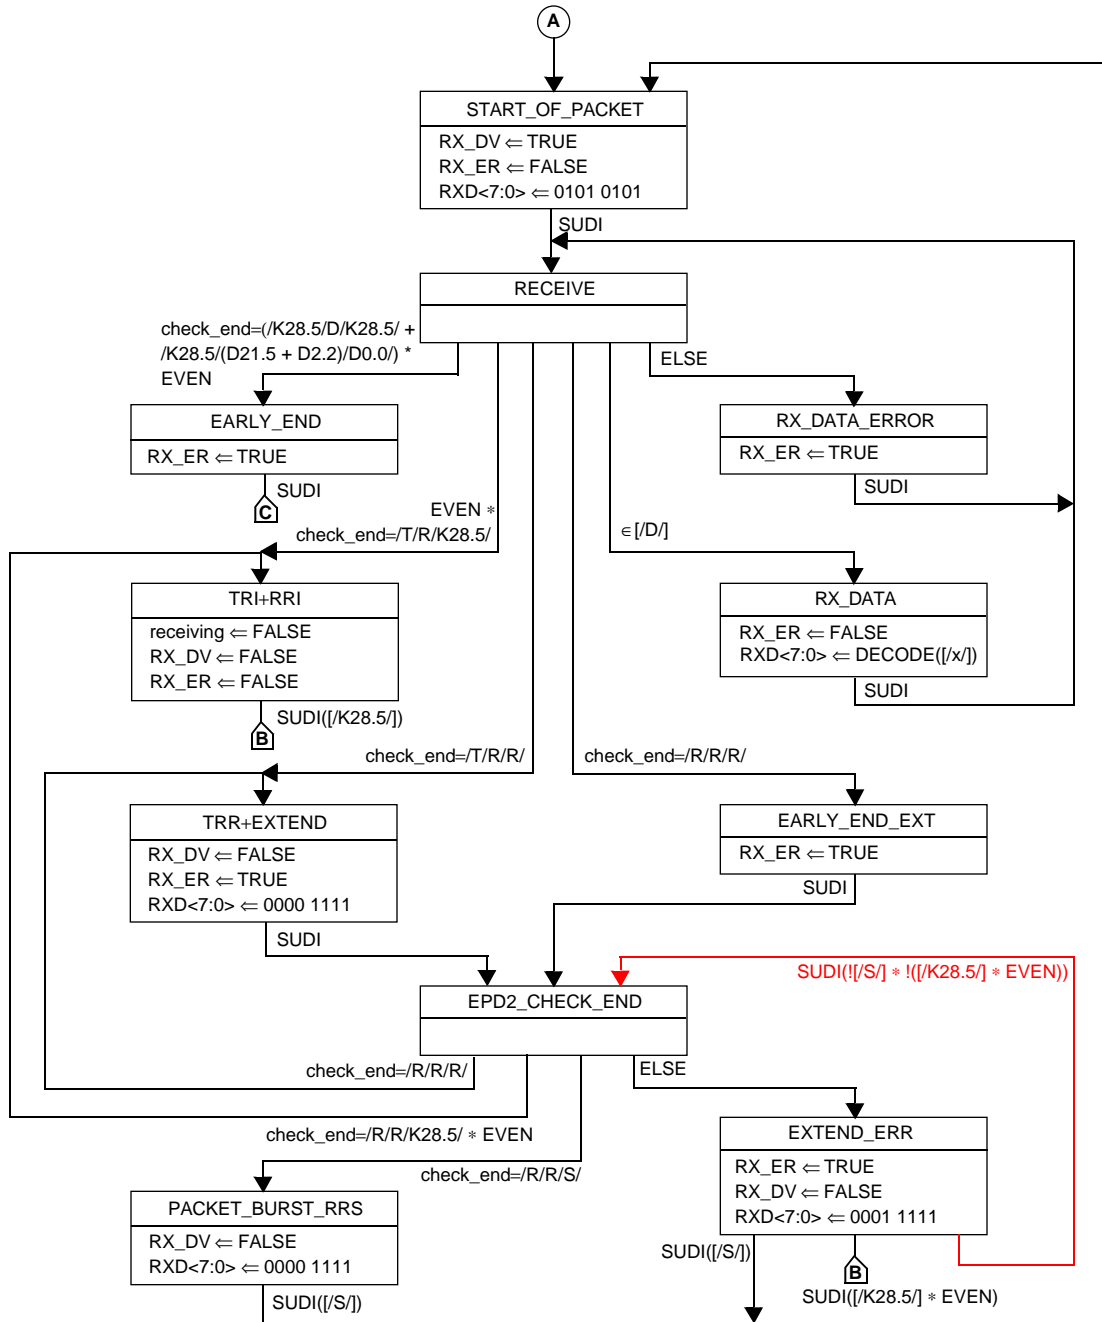 A
START_OF_PACKET
RX_DV ⇐ TRUE
RX_ER ⇐ FALSE
RXD<7:0> ⇐ 0101 0101
SUDI
RECEIVE
check_end=(/K28.5/D/K28.5/ +
/K28.5/(D21.5 + D2.2)/D0.0/) *
EVEN
ELSE
EARLY_END
RX_ER ⇐ TRUE
SUDI
C
RX_DATA_ERROR
RX_ER ⇐ TRUE
SUDI
EVEN *
check_end=/T/R/K28.5/
∈[/D/]
TRI+RRI
receiving ⇐ FALSE
RX_DV ⇐ FALSE
RX_ER ⇐ FALSE
SUDI([/K28.5/])
B
RX_DATA
RX_ER ⇐ FALSE
RXD<7:0> ⇐ DECODE([/x/])
SUDI
check_end=/T/R/R/
check_end=/R/R/R/
TRR+EXTEND
RX_DV ⇐ FALSE
RX_ER ⇐ TRUE
RXD<7:0> ⇐ 0000 1111
SUDI
EARLY_END_EXT
RX_ER ⇐ TRUE
SUDI
SUDI(![/S/] * !([/K28.5/] * EVEN))
EPD2_CHECK_END
check_end=/R/R/R/
ELSE
check_end=/R/R/K28.5/ * EVEN
check_end=/R/R/S/
EXTEND_ERR
RX_ER ⇐ TRUE
RX_DV ⇐ FALSE
RXD<7:0> ⇐ 0001 1111
PACKET_BURST_RRS
RX_DV ⇐ FALSE
RXD<7:0> ⇐ 0000 1111
SUDI([/S/])
SUDI([/S/])
B
SUDI([/K28.5/] * EVEN)